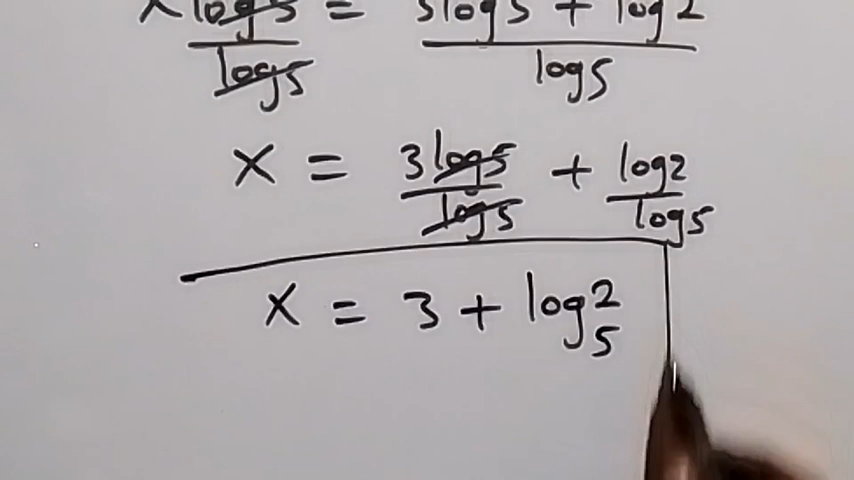 x log5 = 3log5 + log2
log5 log5
x = 3log5 + log2
log5 log5
x = 3 + log2
5